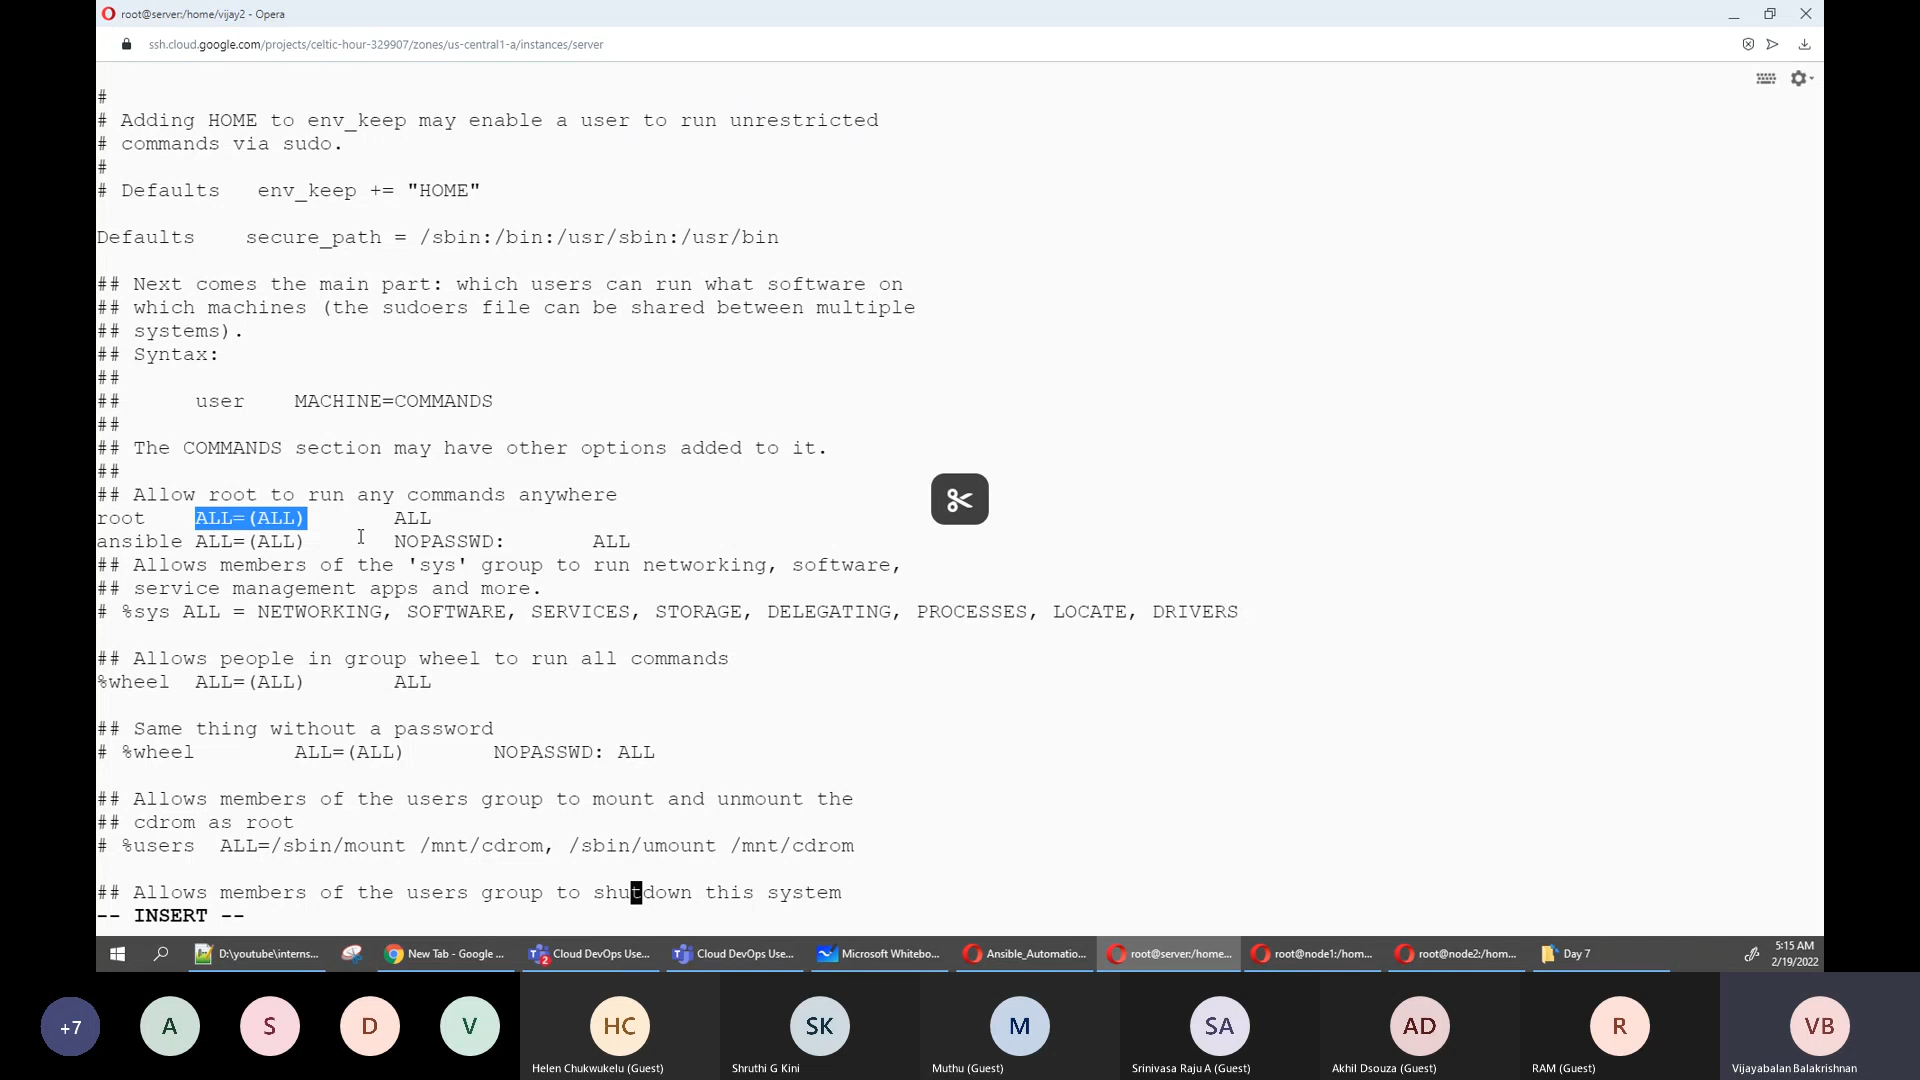 root@server:/home/vijay2 - Opera
ssh.cloud.google.com/projects/celtic-hour-329907/zones/us-central1-a/instances/server
#
# Adding HOME to env_keep may enable a user to run unrestricted
# commands via sudo.
#
# Defaults   env_keep += "HOME"
Defaults    secure_path = /sbin:/bin:/usr/sbin:/usr/bin
## Next comes the main part: which users can run what software on
## which machines (the sudoers file can be shared between multiple
## systems).
## Syntax:
##
##      user    MACHINE=COMMANDS
##
## The COMMANDS section may have other options added to it.
##
## Allow root to run any commands anywhere
root    ALL=(ALL)       ALL
ansible ALL=(ALL)       NOPASSWD:       ALL
## Allows members of the 'sys' group to run networking, software,
## service management apps and more.
# %sys ALL = NETWORKING, SOFTWARE, SERVICES, STORAGE, DELEGATING, PROCESSES, LOCATE, DRIVERS
## Allows people in group wheel to run all commands
%wheel  ALL=(ALL)       ALL
## Same thing without a password
# %wheel        ALL=(ALL)       NOPASSWD: ALL
## Allows members of the users group to mount and unmount the
## cdrom as root
# %users  ALL=/sbin/mount /mnt/cdrom, /sbin/umount /mnt/cdrom
## Allows members of the users group to shutdown this system
-- INSERT --
D:\youtube\interns... New Tab - Google ... 2 Cloud DevOps Use... Cloud DevOps Use... Microsoft Whitebo... Ansible_Automatio... root@server:/home... root@node1:/hom... root@node2:/hom... Day 7 5:15 AM
2/19/2022
+7 A S D V HC SK M SA AD R VB
Helen Chukwukelu (Guest) Shruthi G Kini Muthu (Guest) Srinivasa Raju A (Guest) Akhil Dsouza (Guest) RAM (Guest) Vijayabalan Balakrishnan